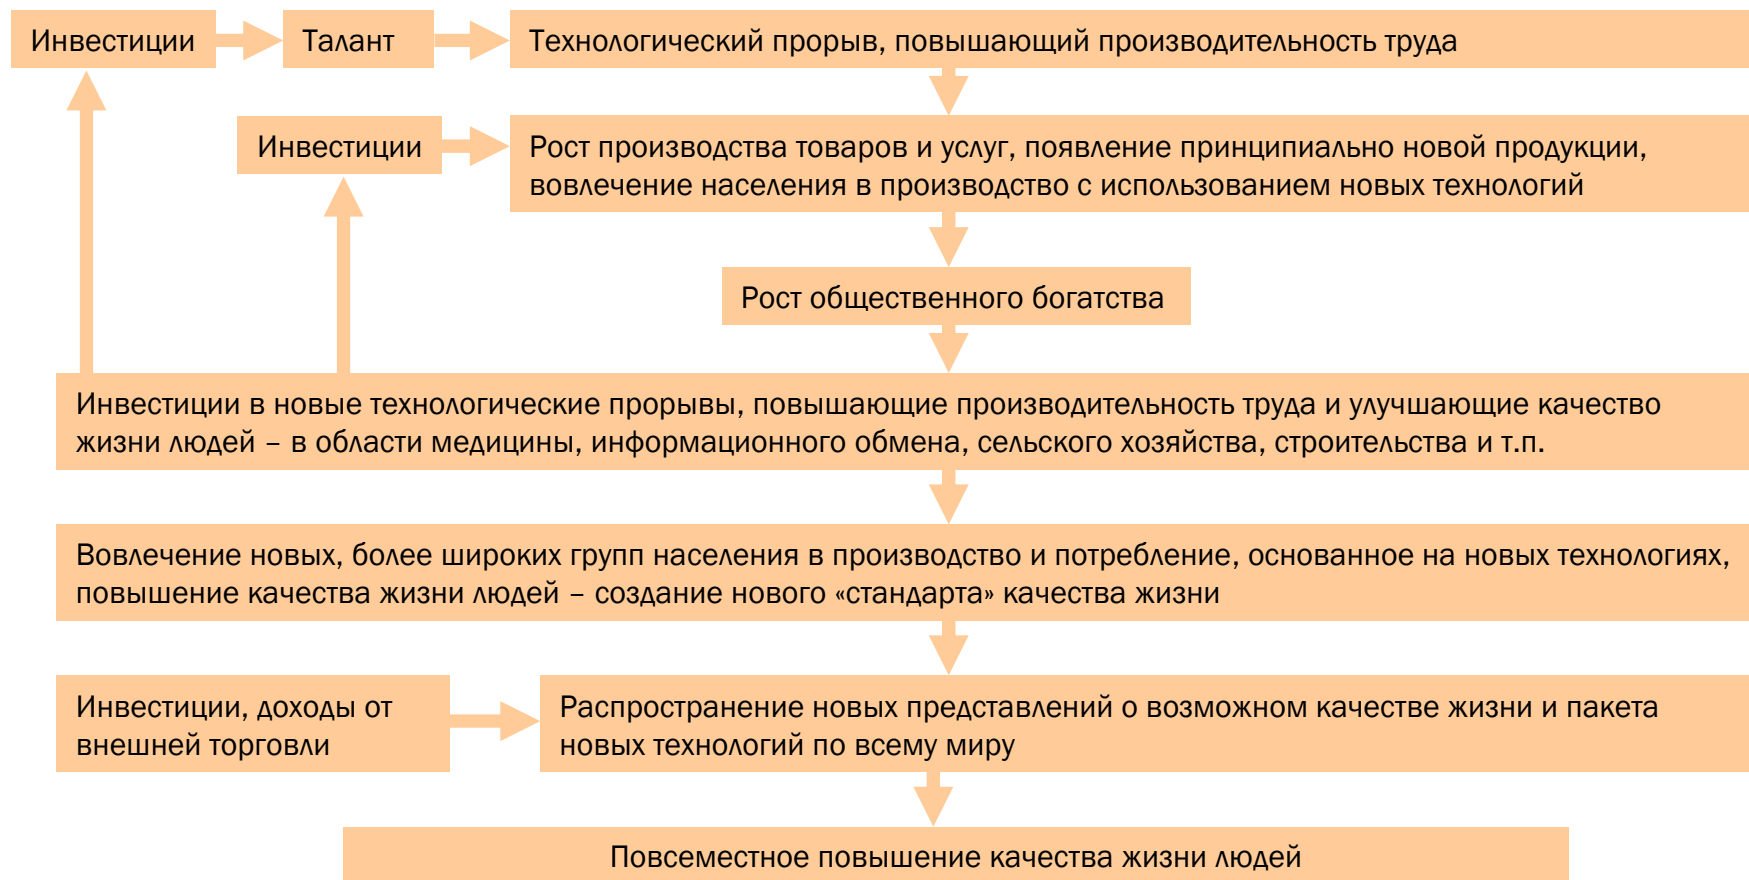 Инвестиции
Талант
Технологический прорыв, повышающий производительность труда
Инвестиции
Рост производства товаров и услуг, появление принципиально новой продукции,
вовлечение населения в производство с использованием новых технологий
Рост общественного богатства
Инвестиции в новые технологические прорывы, повышающие производительность труда и улучшающие качество
жизни людей – в области медицины, информационного обмена, сельского хозяйства, строительства и т.п.
Вовлечение новых, более широких групп населения в производство и потребление, основанное на новых технологиях,
повышение качества жизни людей – создание нового «стандарта» качества жизни
Инвестиции, доходы от
внешней торговли
Распространение новых представлений о возможном качестве жизни и пакета
новых технологий по всему миру
Повсеместное повышение качества жизни людей